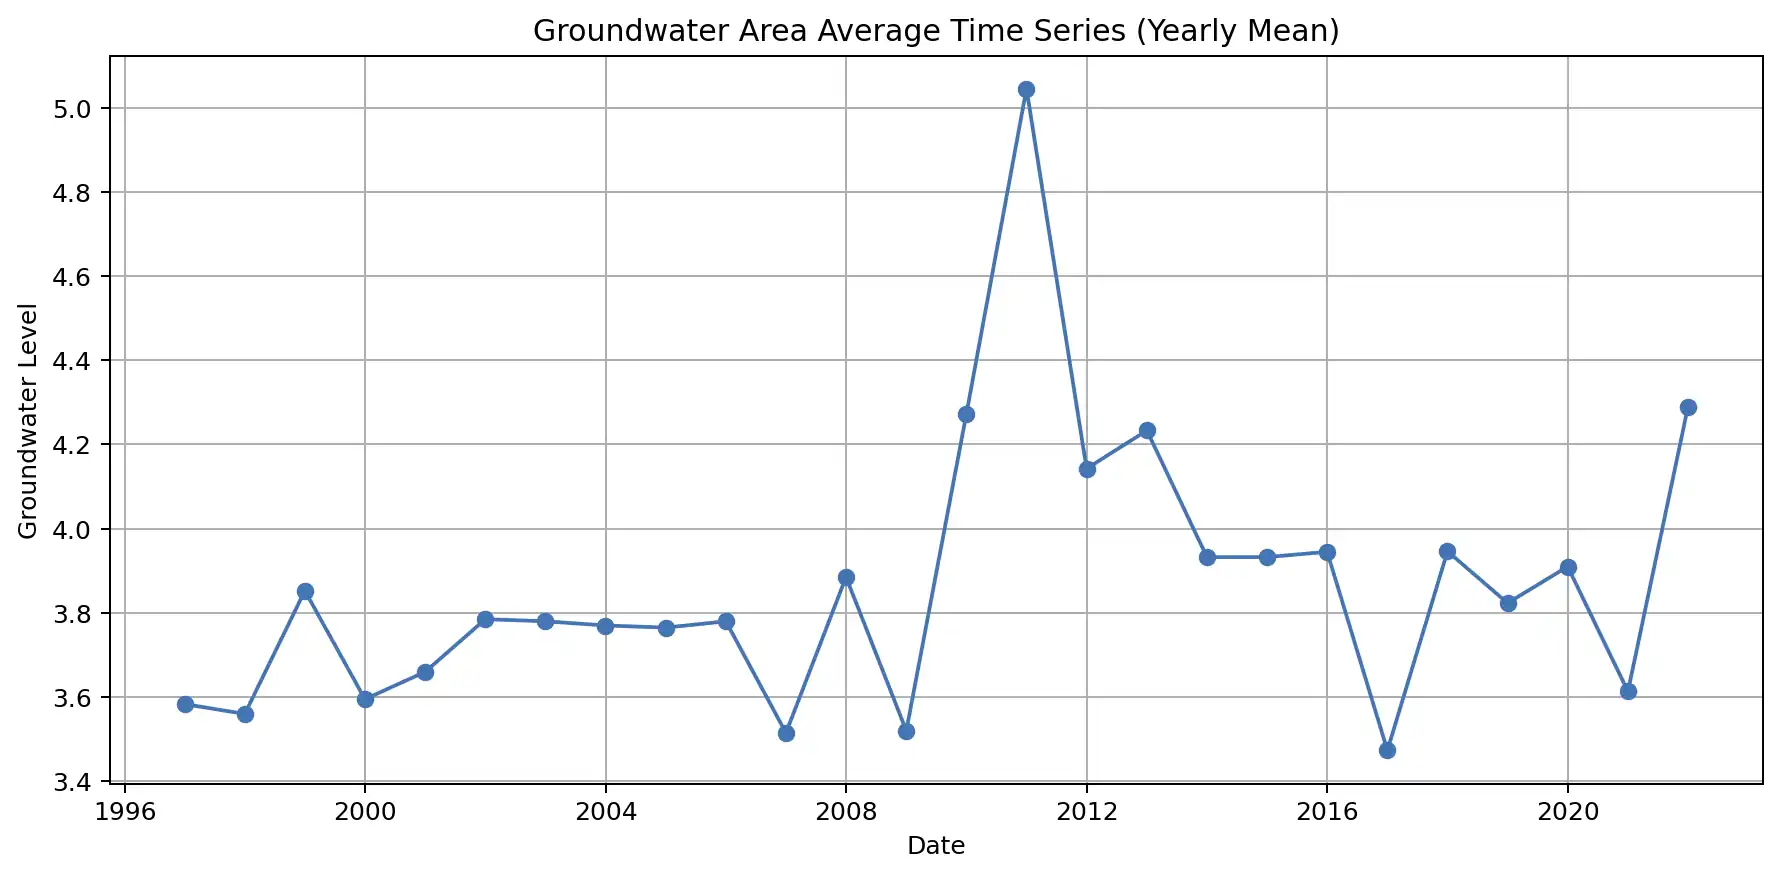 Groundwater Area Average Time Series (Yearly Mean)
Groundwater Level
5.0
4.8
4.6
4.4
4.2
4.0
3.8
3.6
3.4
1996 2000 2004 2008 2012 2016 2020
Date